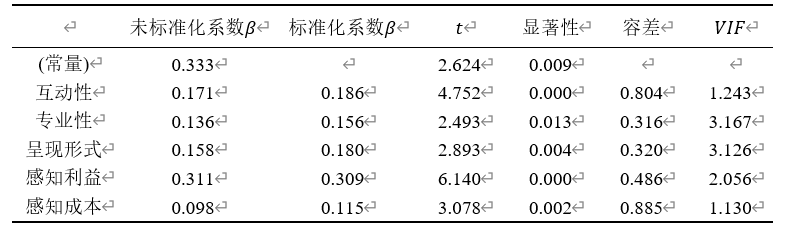 未标准化系数β 标准化系数β t 显著性 容差 VIF
(常量) 0.333 2.624 0.009
互动性 0.171 0.186 4.752 0.000 0.804 1.243
专业性 0.136 0.156 2.493 0.013 0.316 3.167
呈现形式 0.158 0.180 2.893 0.004 0.320 3.126
感知利益 0.311 0.309 6.140 0.000 0.486 2.056
感知成本 0.098 0.115 3.078 0.002 0.885 1.130